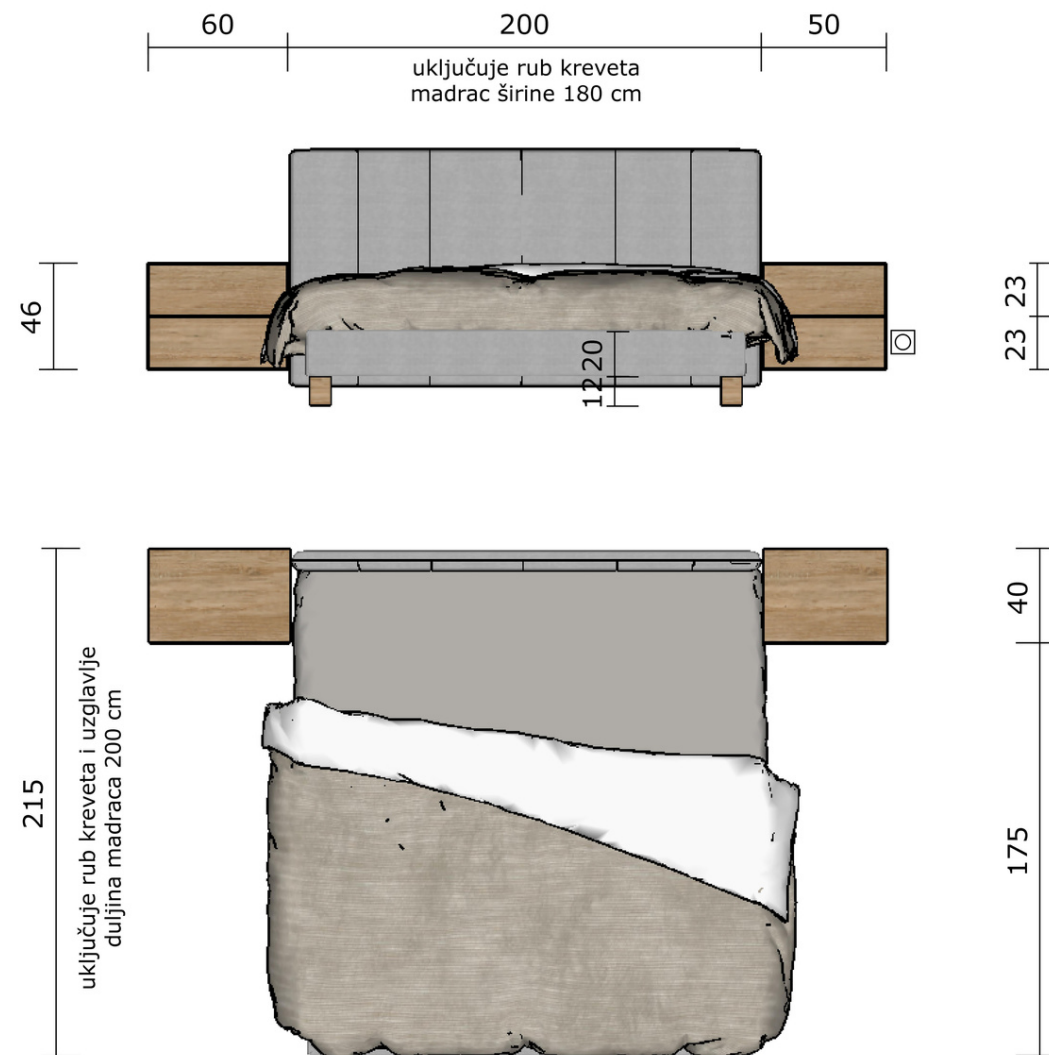 60
200
50
uključuje rub kreveta
madrac širine 180 cm
46
23
23
20
12
40
215
uključuje rub kreveta i uzglavlje
duljina madraca 200 cm
175